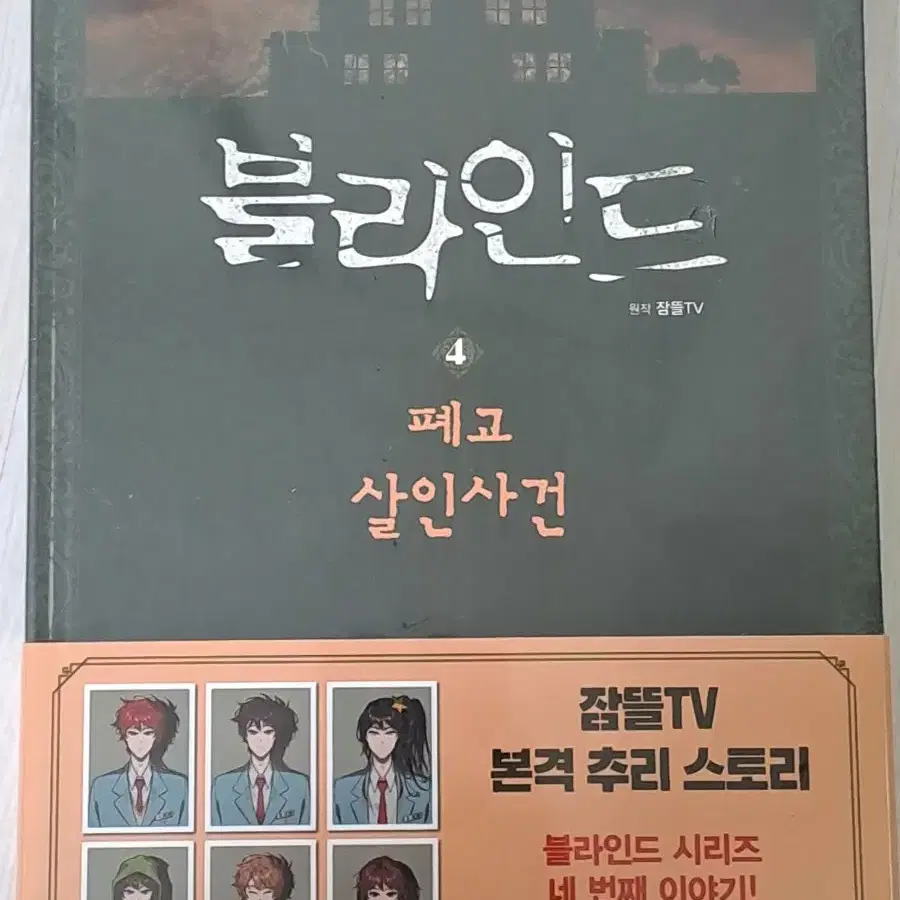 블라인드
원작 잠뜰TV
4
폐교
살인사건
잠뜰TV
본격 추리 스토리
블라인드 시리즈
네 번째 이야기!